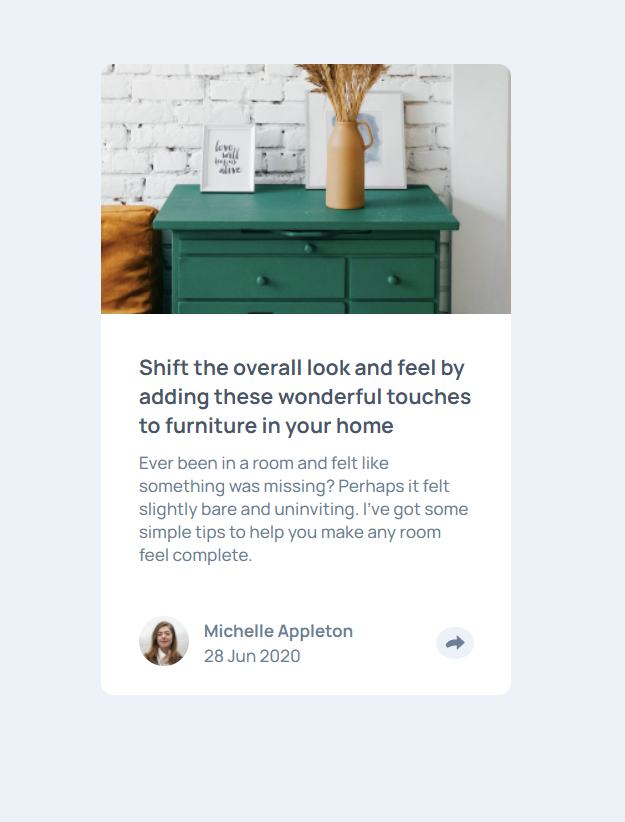 love
will
keep us
alive
Shift the overall look and feel by
adding these wonderful touches
to furniture in your home
Ever been in a room and felt like
something was missing? Perhaps it felt
slightly bare and uninviting. I've got some
simple tips to help you make any room
feel complete.
Michelle Appleton
28 Jun 2020